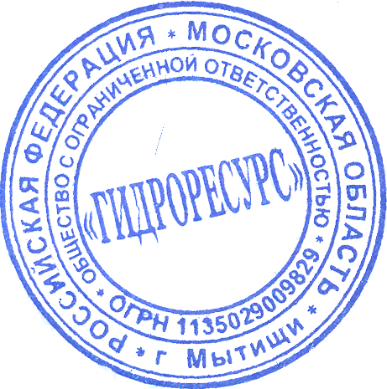 РОССИЙСКАЯ ФЕДЕРАЦИЯ * МОСКОВСКАЯ ОБЛАСТЬ *
г Мытищи *
ОБЩЕСТВО С ОГРАНИЧЕННОЙ ОТВЕТСТВЕННОСТЬЮ *
ОГРН 1135029009829 *
«ГИДРОРЕСУРС»